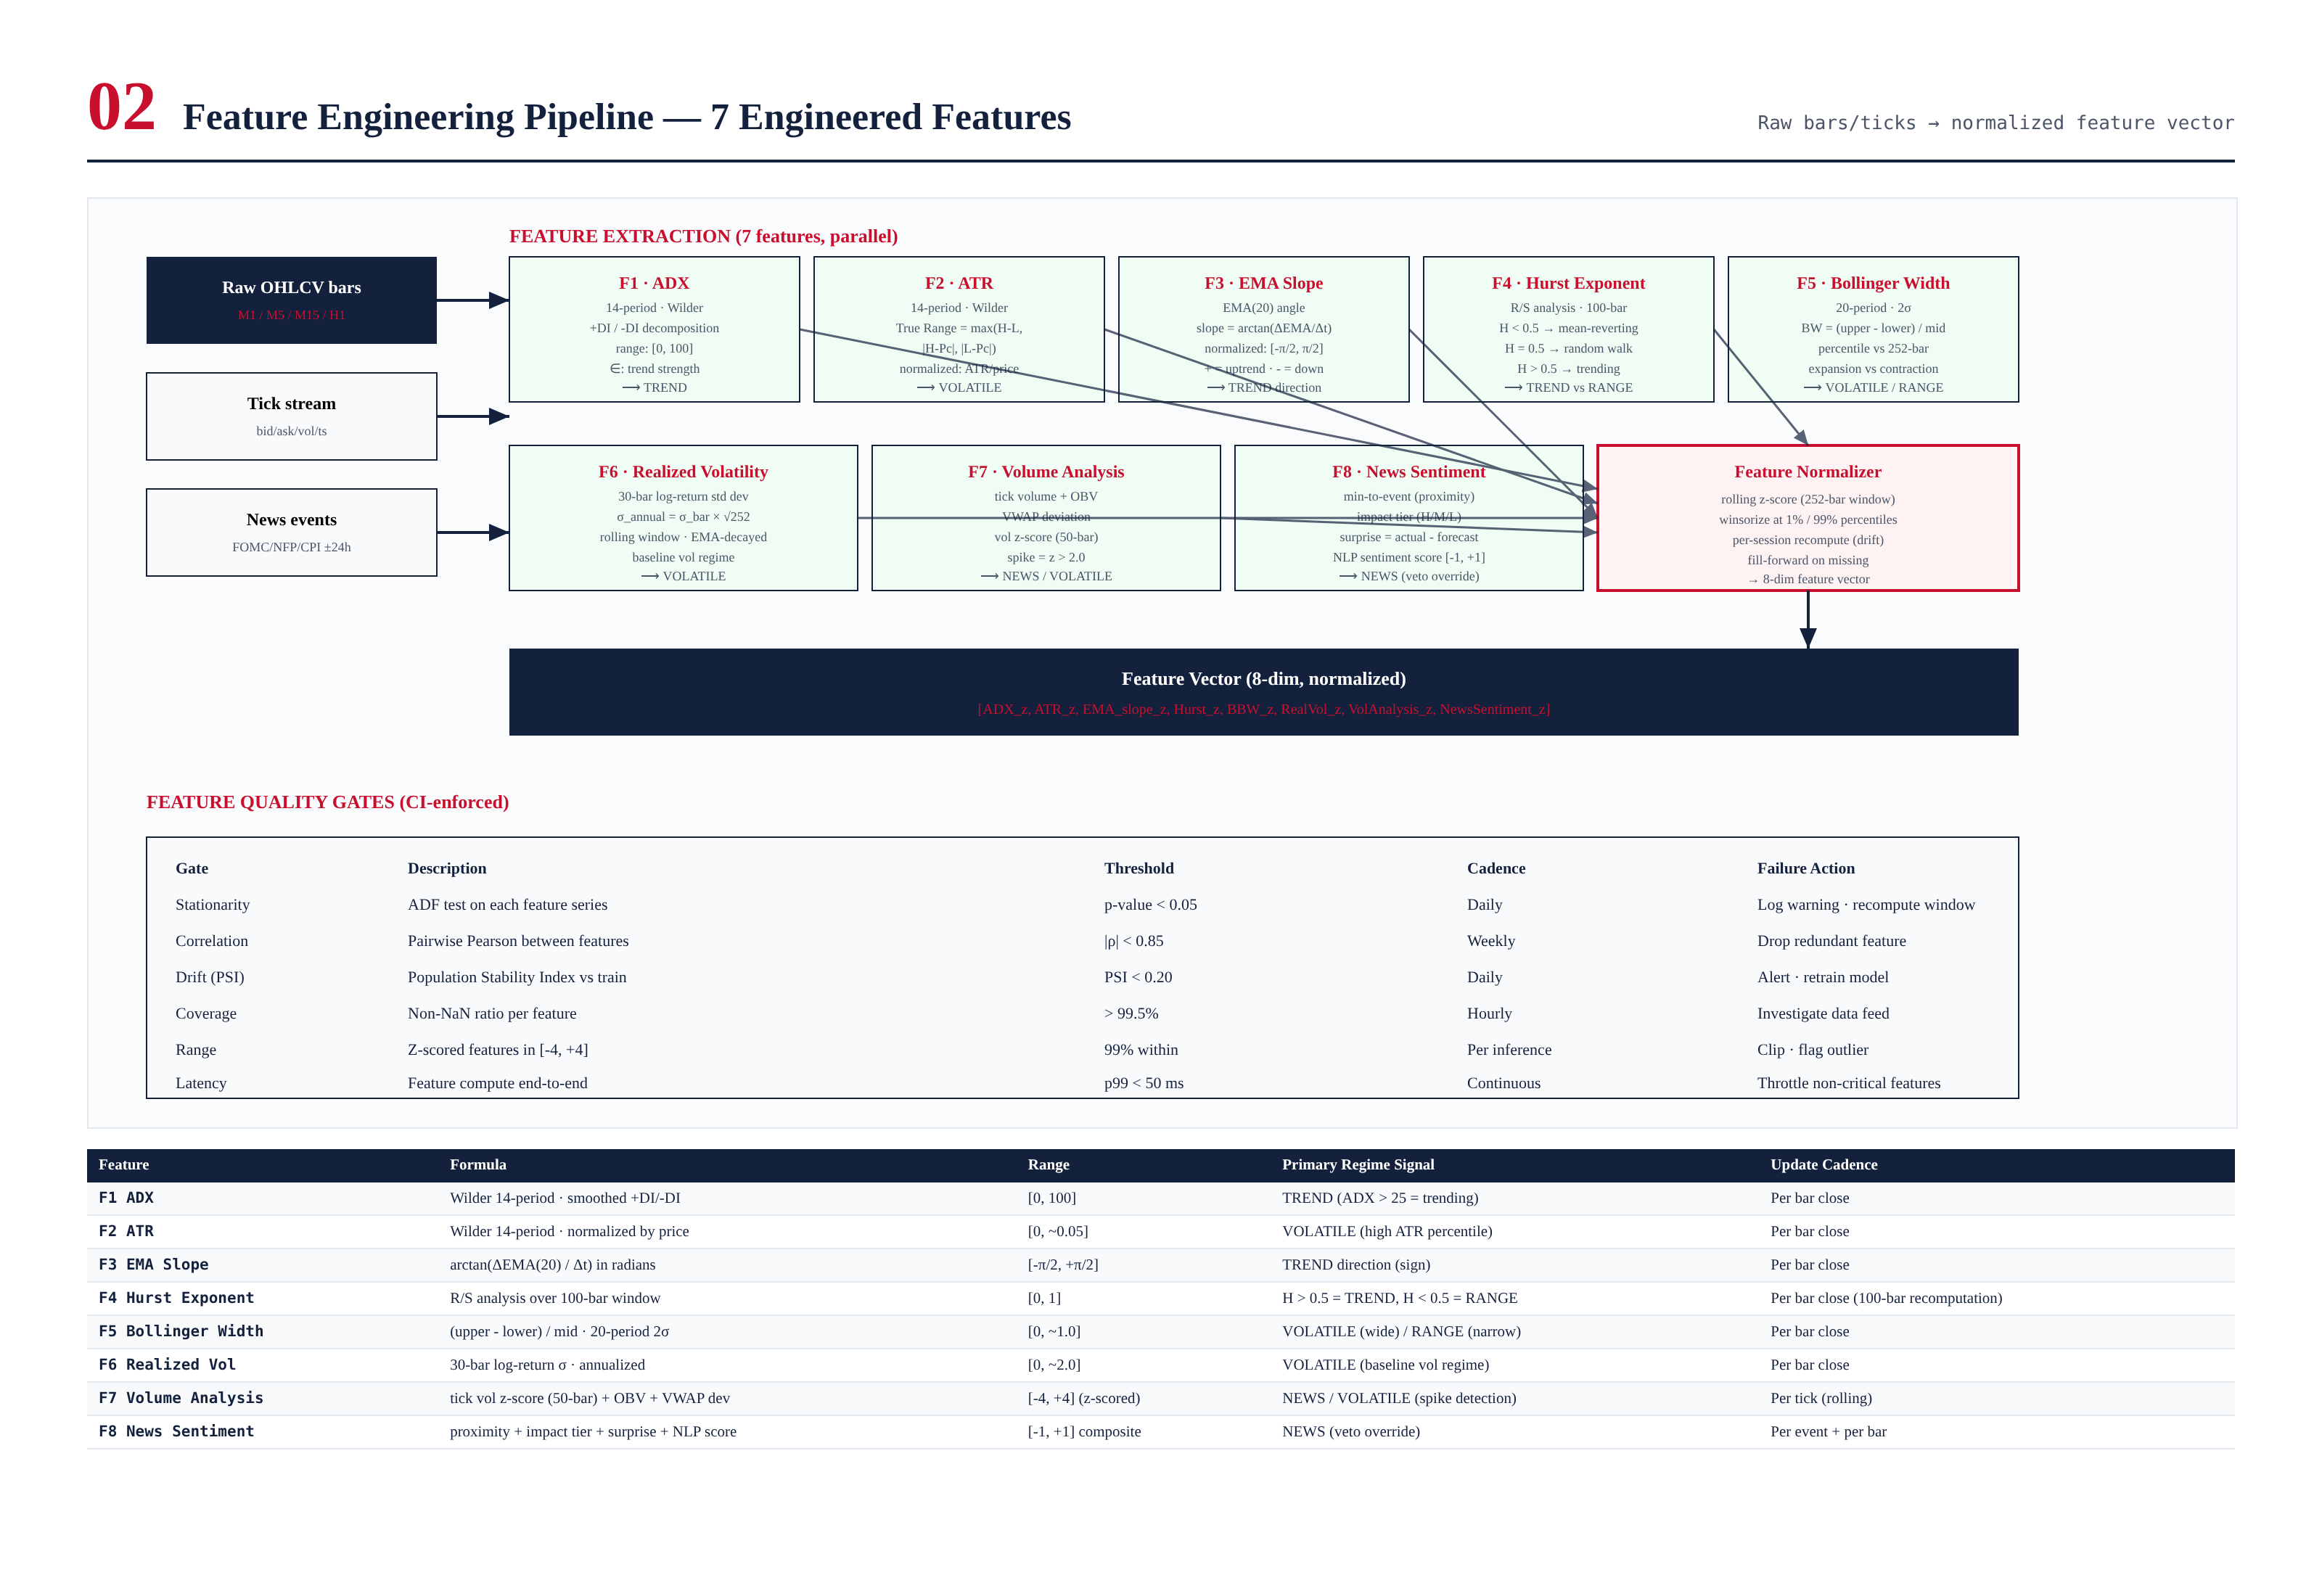 02 Feature Engineering Pipeline — 7 Engineered Features
Raw bars/ticks → normalized feature vector
FEATURE EXTRACTION (7 features, parallel)
Raw OHLCV bars
M1 / M5 / M15 / H1
Tick stream
bid/ask/vol/ts
News events
FOMC/NFP/CPI ±24h
F1 · ADX
14-period · Wilder
+DI / -DI decomposition
range: [0, 100]
∈: trend strength
⟶ TREND
F2 · ATR
14-period · Wilder
True Range = max(H-L,
|H-Pc|, |L-Pc|)
normalized: ATR/price
⟶ VOLATILE
F3 · EMA Slope
EMA(20) angle
slope = arctan(ΔEMA/Δt)
normalized: [-π/2, π/2]
+ = uptrend · - = down
⟶ TREND direction
F4 · Hurst Exponent
R/S analysis · 100-bar
H < 0.5 → mean-reverting
H = 0.5 → random walk
H > 0.5 → trending
⟶ TREND vs RANGE
F5 · Bollinger Width
20-period · 2σ
BW = (upper - lower) / mid
percentile vs 252-bar
expansion vs contraction
⟶ VOLATILE / RANGE
F6 · Realized Volatility
30-bar log-return std dev
σ_annual = σ_bar × √252
rolling window · EMA-decayed
baseline vol regime
⟶ VOLATILE
F7 · Volume Analysis
tick volume + OBV
VWAP deviation
vol z-score (50-bar)
spike = z > 2.0
⟶ NEWS / VOLATILE
F8 · News Sentiment
min-to-event (proximity)
impact tier (H/M/L)
surprise = actual - forecast
NLP sentiment score [-1, +1]
⟶ NEWS (veto override)
Feature Normalizer
rolling z-score (252-bar window)
winsorize at 1% / 99% percentiles
per-session recompute (drift)
fill-forward on missing
→ 8-dim feature vector
Feature Vector (8-dim, normalized)
[ADX_z, ATR_z, EMA_slope_z, Hurst_z, BBW_z, RealVol_z, VolAnalysis_z, NewsSentiment_z]
FEATURE QUALITY GATES (CI-enforced)
Gate Description Threshold Cadence Failure Action
Stationarity ADF test on each feature series p-value < 0.05 Daily Log warning · recompute window
Correlation Pairwise Pearson between features |ρ| < 0.85 Weekly Drop redundant feature
Drift (PSI) Population Stability Index vs train PSI < 0.20 Daily Alert · retrain model
Coverage Non-NaN ratio per feature > 99.5% Hourly Investigate data feed
Range Z-scored features in [-4, +4] 99% within Per inference Clip · flag outlier
Latency Feature compute end-to-end p99 < 50 ms Continuous Throttle non-critical features
Feature Formula Range Primary Regime Signal Update Cadence
F1 ADX Wilder 14-period · smoothed +DI/-DI [0, 100] TREND (ADX > 25 = trending) Per bar close
F2 ATR Wilder 14-period · normalized by price [0, ~0.05] VOLATILE (high ATR percentile) Per bar close
F3 EMA Slope arctan(ΔEMA(20) / Δt) in radians [-π/2, +π/2] TREND direction (sign) Per bar close
F4 Hurst Exponent R/S analysis over 100-bar window [0, 1] H > 0.5 = TREND, H < 0.5 = RANGE Per bar close (100-bar recomputation)
F5 Bollinger Width (upper - lower) / mid · 20-period 2σ [0, ~1.0] VOLATILE (wide) / RANGE (narrow) Per bar close
F6 Realized Vol 30-bar log-return σ · annualized [0, ~2.0] VOLATILE (baseline vol regime) Per bar close
F7 Volume Analysis tick vol z-score (50-bar) + OBV + VWAP dev [-4, +4] (z-scored) NEWS / VOLATILE (spike detection) Per tick (rolling)
F8 News Sentiment proximity + impact tier + surprise + NLP score [-1, +1] composite NEWS (veto override) Per event + per bar